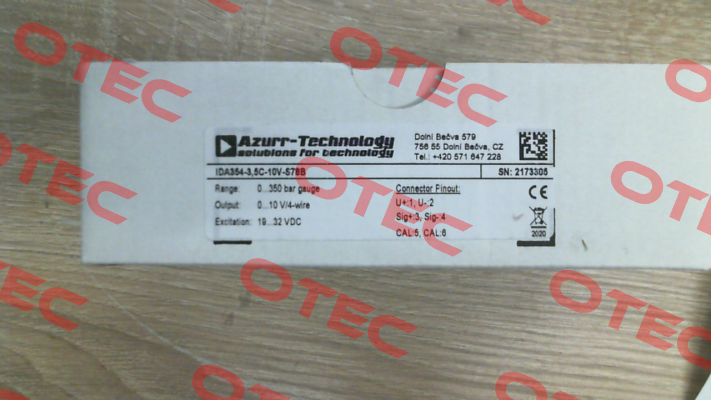 OTEC
OTEC
OTEC
Azurr-Technology
solutions for technology
Dolní Bečva 579
756 55 Dolní Bečva, CZ
Tel.: +420 571 647 228
IDA354-3,5C-10V-S78B
SN: 2173305
Range: 0...350 bar gauge
Output: 0...10 V/4-wire
Excitation: 19...32 VDC
Connector Pinout:
U+:1, U-:2
Sig+:3, Sig-:4
CAL:5, CAL:6
CE
2020
OTEC
OTEC
OTEC
OTEC
OTEC